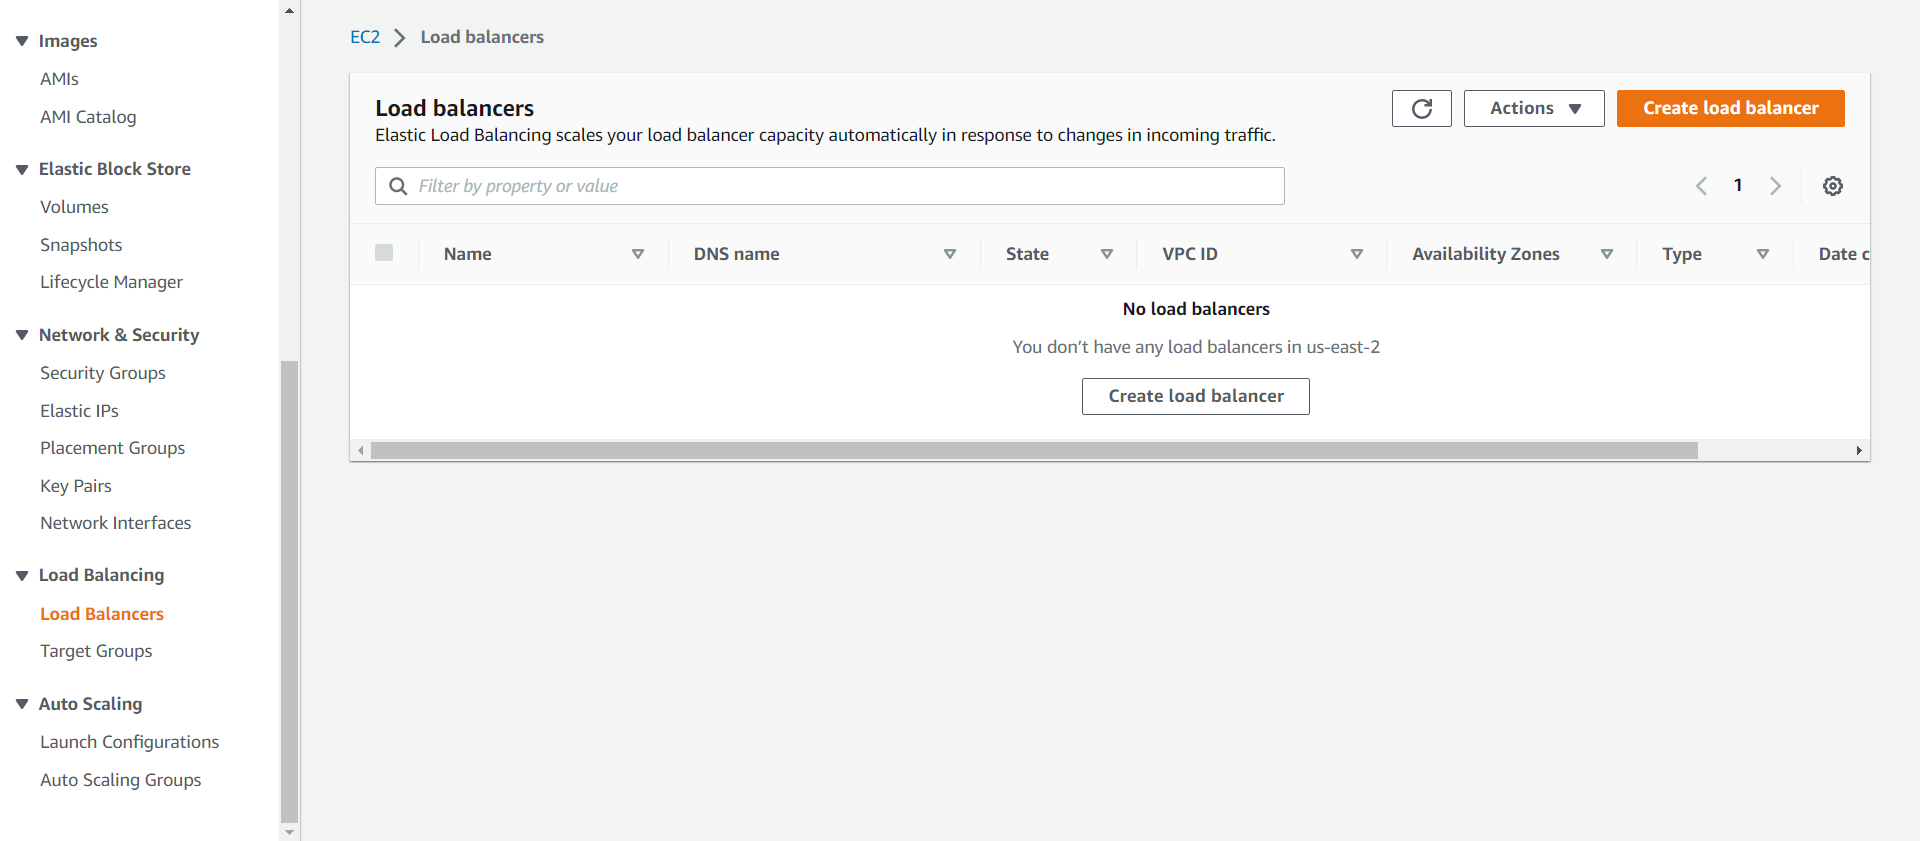 Images
AMIs
AMI Catalog
Elastic Block Store
Volumes
Snapshots
Lifecycle Manager
Network & Security
Security Groups
Elastic IPs
Placement Groups
Key Pairs
Network Interfaces
Load Balancing
Load Balancers
Target Groups
Auto Scaling
Launch Configurations
Auto Scaling Groups
EC2 Load balancers
Load balancers
Elastic Load Balancing scales your load balancer capacity automatically in response to changes in incoming traffic.
Actions
Create load balancer
Filter by property or value
1
Name DNS name State VPC ID Availability Zones Type Date c
No load balancers
You don’t have any load balancers in us-east-2
Create load balancer